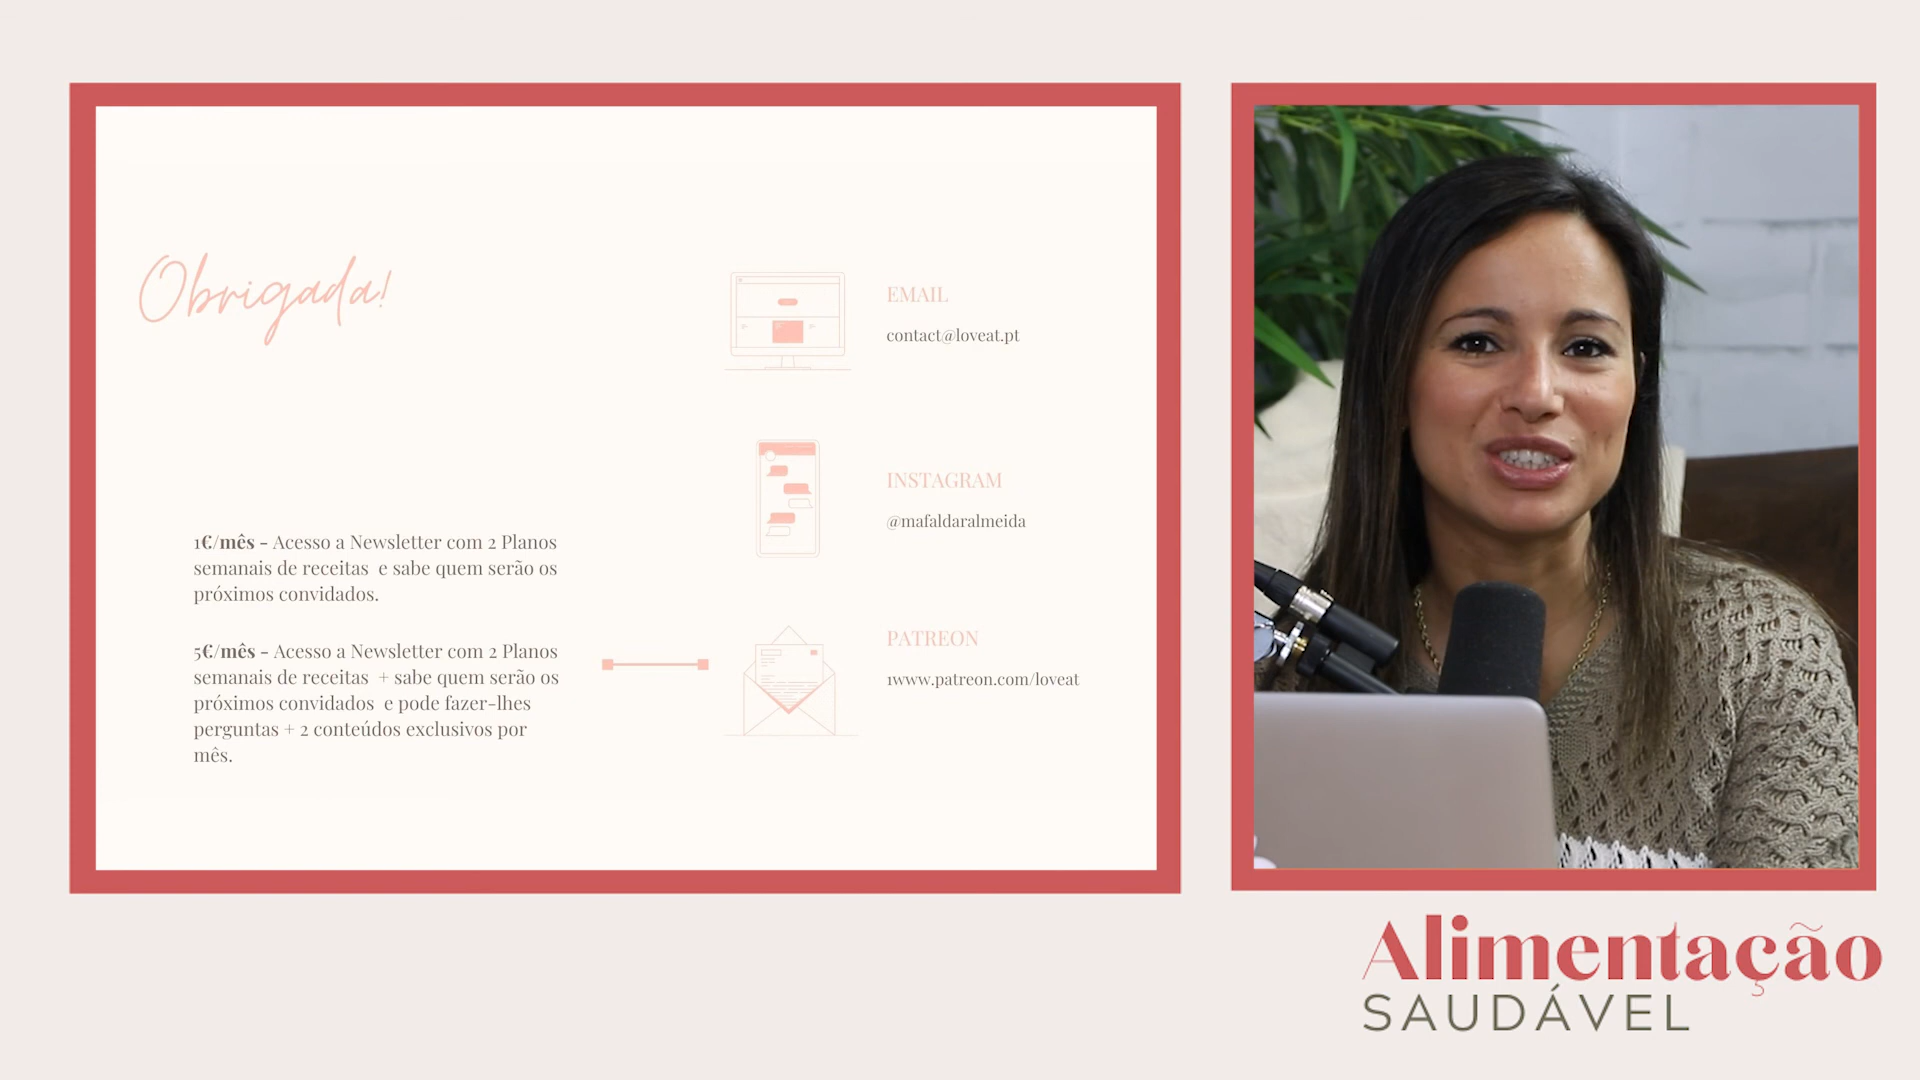 Obrigada!
1€/mês - Acesso a Newsletter com 2 Planos
semanais de receitas e sabe quem serão os
próximos convidados.
5€/mês - Acesso a Newsletter com 2 Planos
semanais de receitas + sabe quem serão os
próximos convidados e pode fazer-lhes
perguntas + 2 conteúdos exclusivos por
mês.
EMAIL
contact@loveat.pt
INSTAGRAM
@mafaldaralmeida
PATREON
1www.patreon.com/loveat
Alimentação
SAUDÁVEL